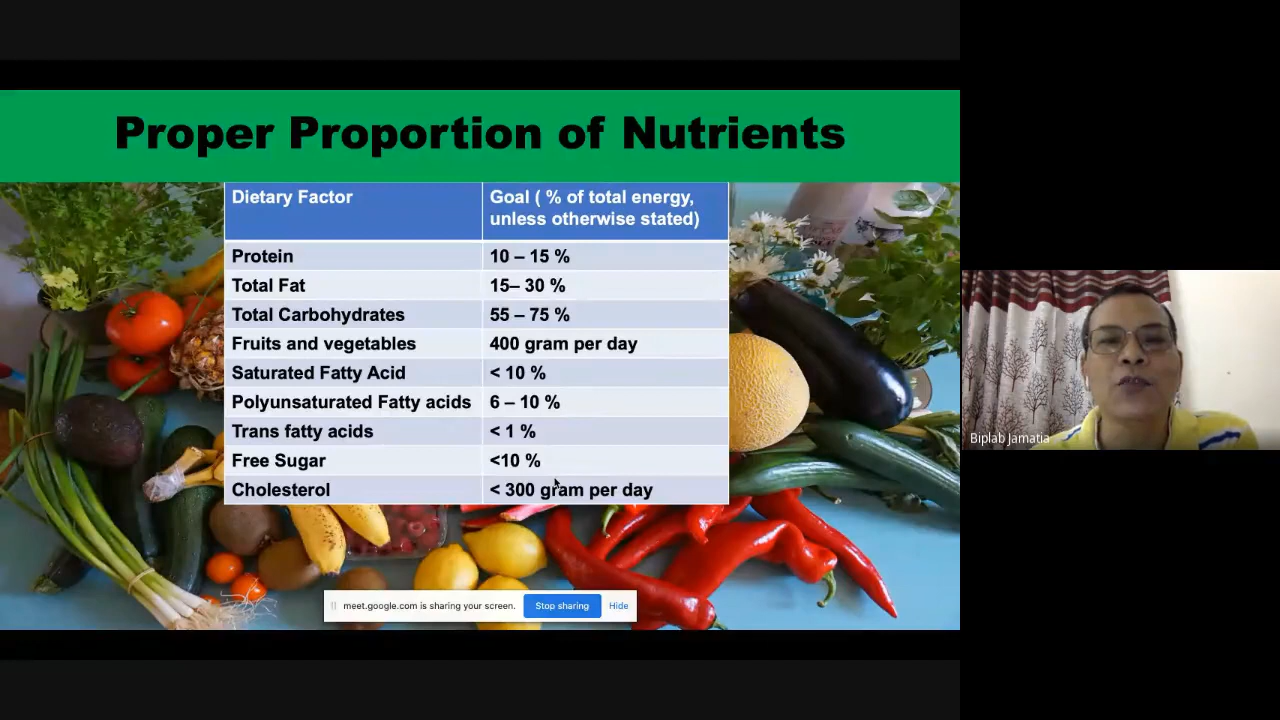 Proper Proportion of Nutrients
Dietary Factor
Goal ( % of total energy,
unless otherwise stated)
Protein
10 – 15 %
Total Fat
15– 30 %
Total Carbohydrates
55 – 75 %
Fruits and vegetables
400 gram per day
Saturated Fatty Acid
< 10 %
Polyunsaturated Fatty acids
6 – 10 %
Trans fatty acids
< 1 %
Free Sugar
<10 %
Cholesterol
< 300 gram per day
meet.google.com is sharing your screen.
Stop sharing
Hide
Biplab Jamatia